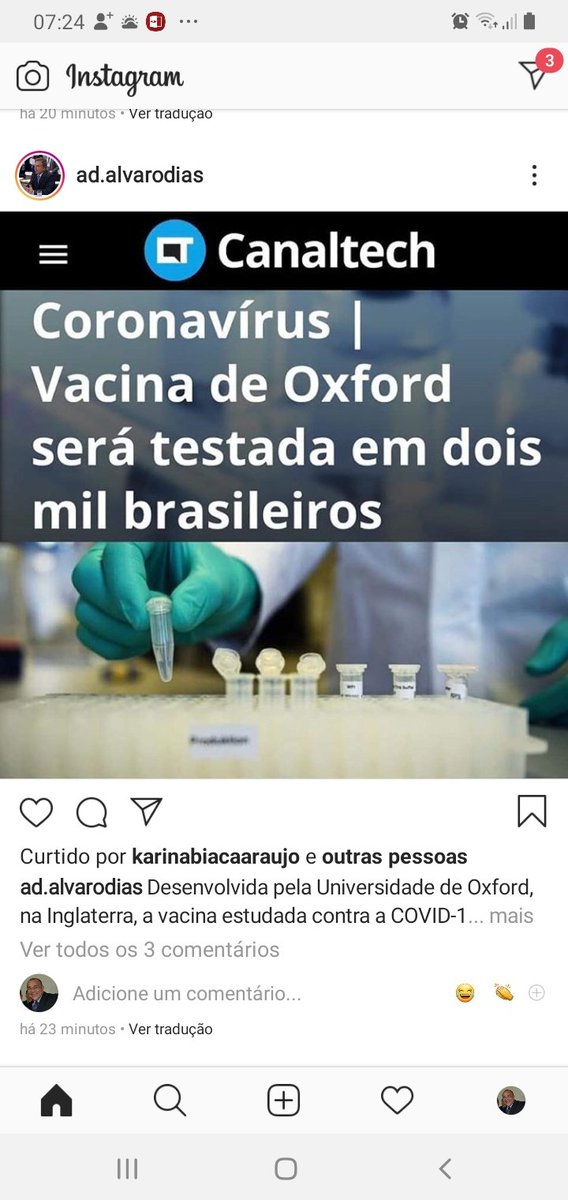 07:24
Instagram
3
há 20 minutos • Ver tradução
ad.alvarodias
Canaltech
Coronavírus |
Vacina de Oxford
será testada em dois
mil brasileiros
Produktion
Curtido por karinabiacaaraujo e outras pessoas
ad.alvarodias Desenvolvida pela Universidade de Oxford,
na Inglaterra, a vacina estudada contra a COVID-1... mais
Ver todos os 3 comentários
Adicione um comentário...
há 23 minutos • Ver tradução